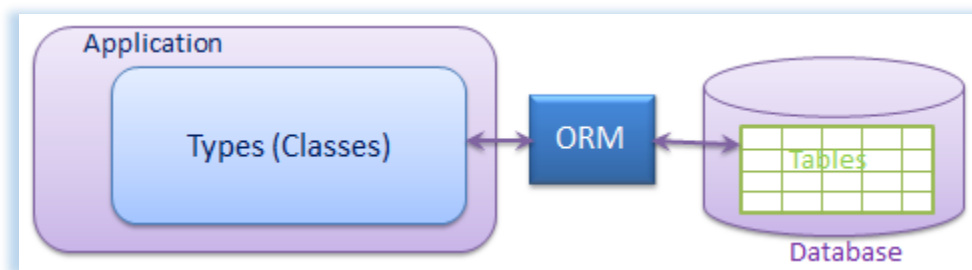 Application
Types (Classes)
ORM
Tables
Database